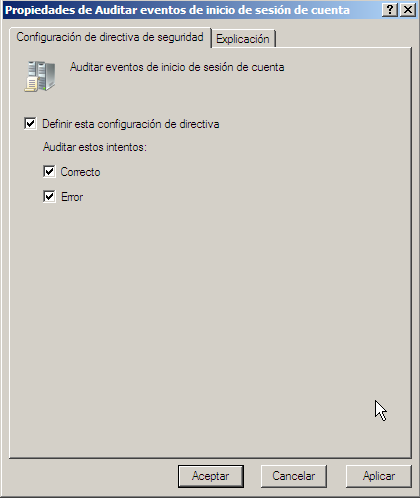 Propiedades de Auditar eventos de inicio de sesión de cuenta
Configuración de directiva de seguridad
Explicación
Auditar eventos de inicio de sesión de cuenta
Definir esta configuración de directiva
Auditar estos intentos:
Correcto
Error
Aceptar
Cancelar
Aplicar